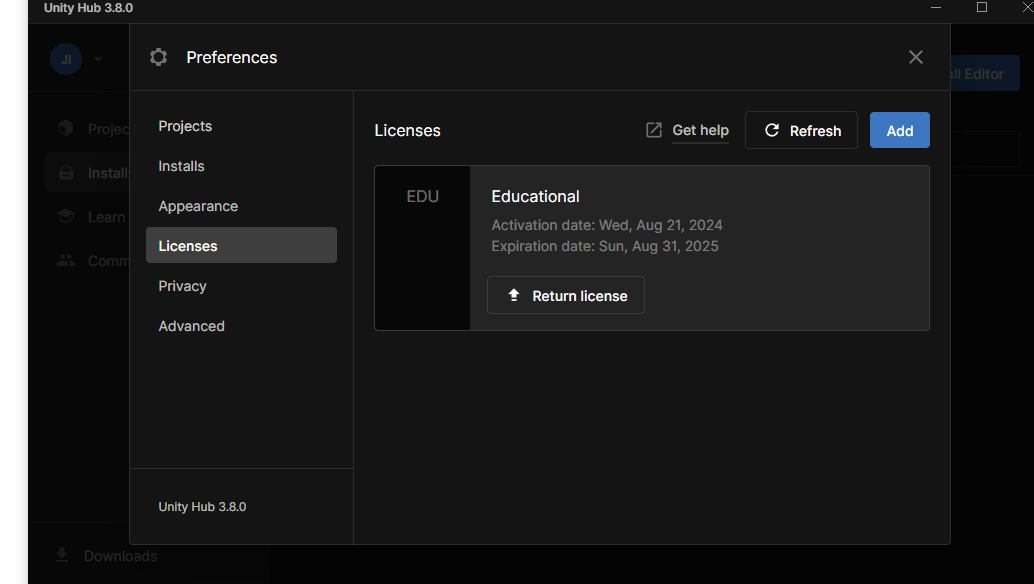 Unity Hub 3.8.0
JI
Preferences
ll Editor
Projec
Install
Learn
Comm
Downloads
Projects
Installs
Appearance
Licenses
Privacy
Advanced
Unity Hub 3.8.0
Licenses
Get help
Refresh
Add
EDU
Educational
Activation date: Wed, Aug 21, 2024
Expiration date: Sun, Aug 31, 2025
Return license